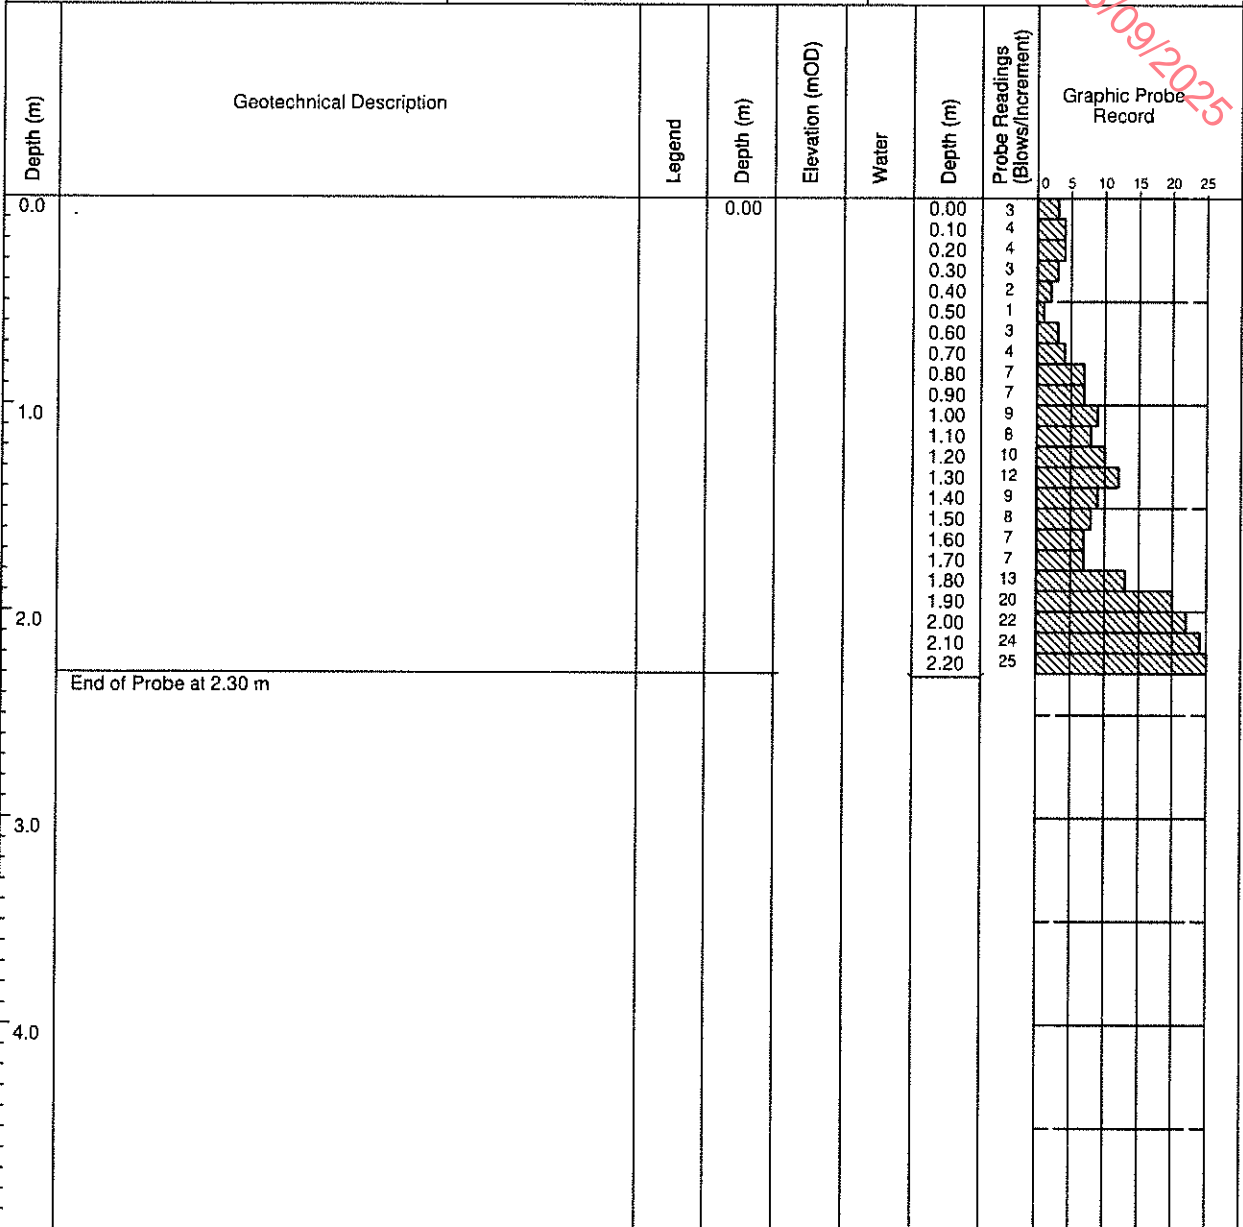 Depth (m)
Geotechnical Description
Legend
Depth (m)
Elevation (mOD)
Water
Depth (m)
Probe Readings
(Blows/Increment)
Graphic Probe
Record
/09/2025
0 5 10 15 20 25
0.0
0.00
0.00 3
0.10 4
0.20 4
0.30 3
0.40 2
0.50 1
0.60 3
0.70 4
0.80 7
0.90 7
1.0
1.00 9
1.10 8
1.20 10
1.30 12
1.40 9
1.50 8
1.60 7
1.70 7
1.80 13
1.90 20
2.0
2.00 22
2.10 24
2.20 25
End of Probe at 2.30 m
3.0
4.0